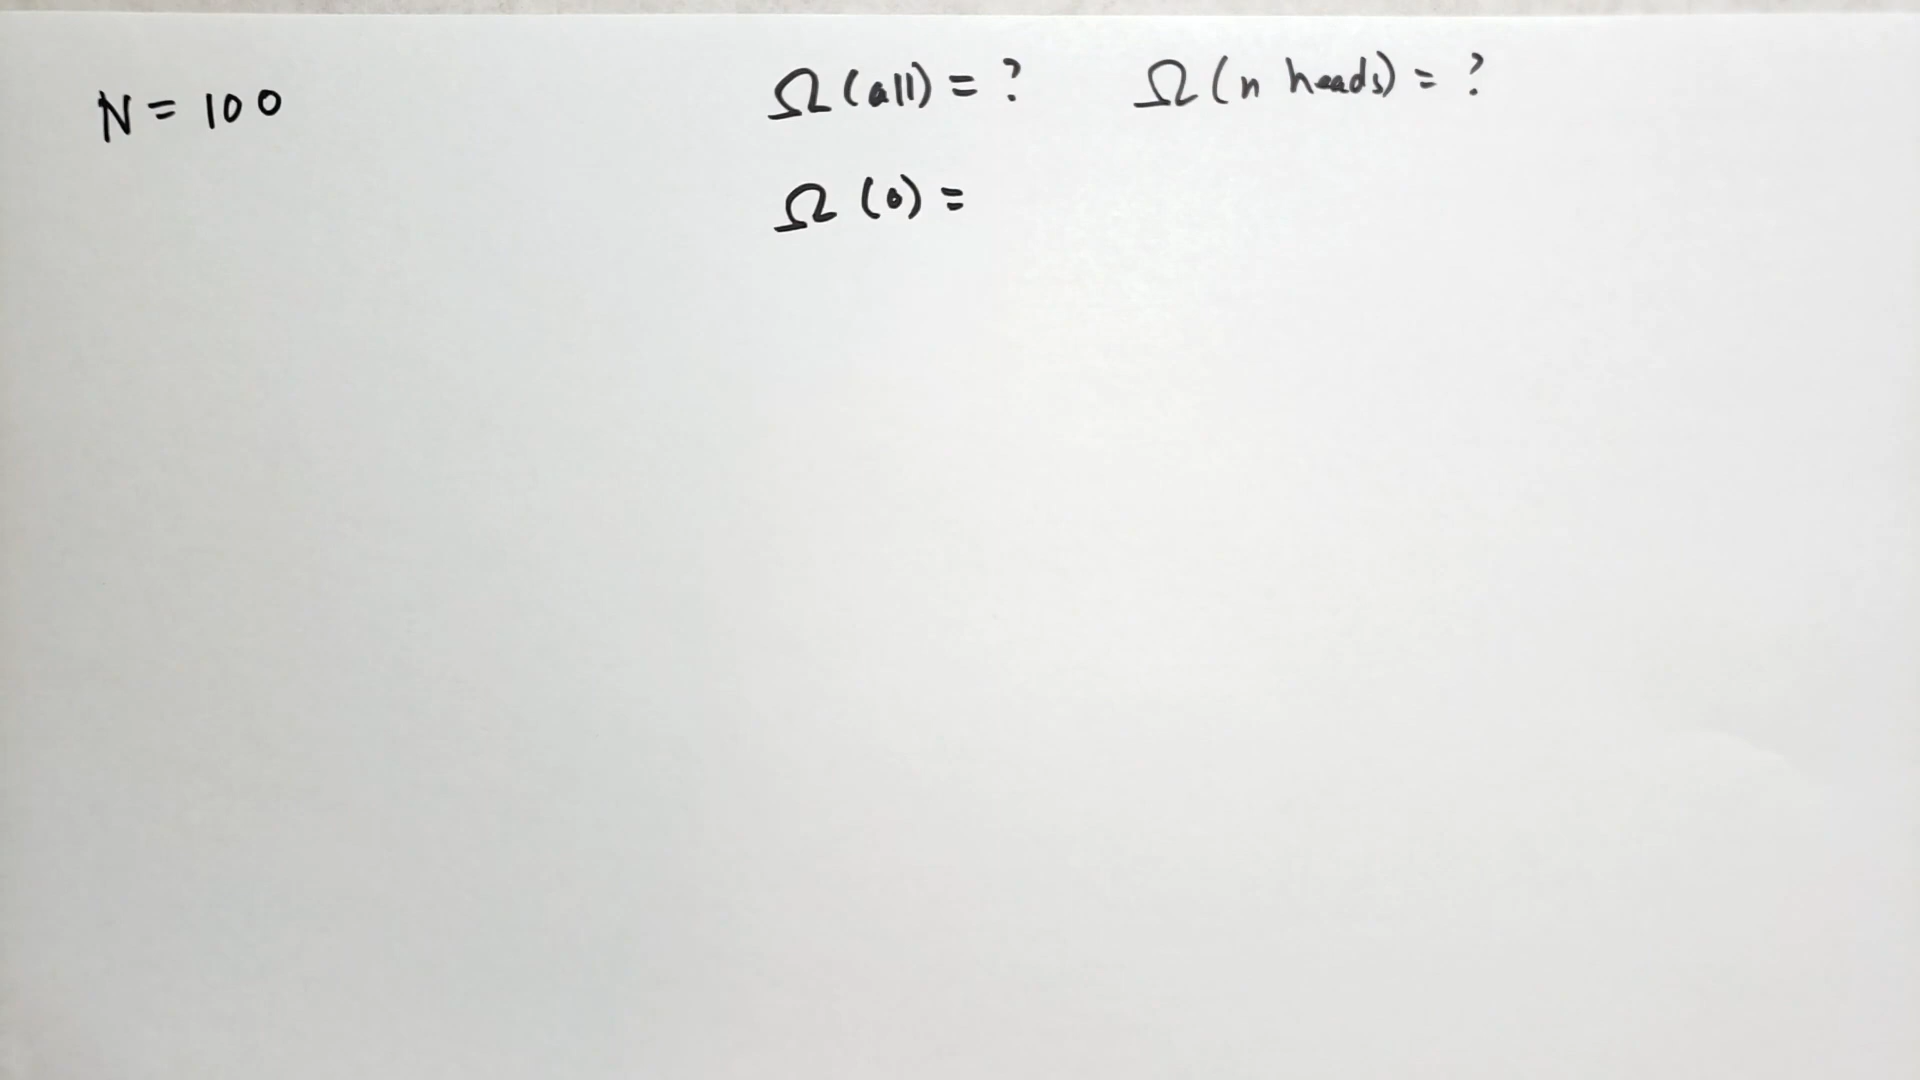 N = 100 Ω(all) = ? Ω(n heads) = ?
Ω(0) =